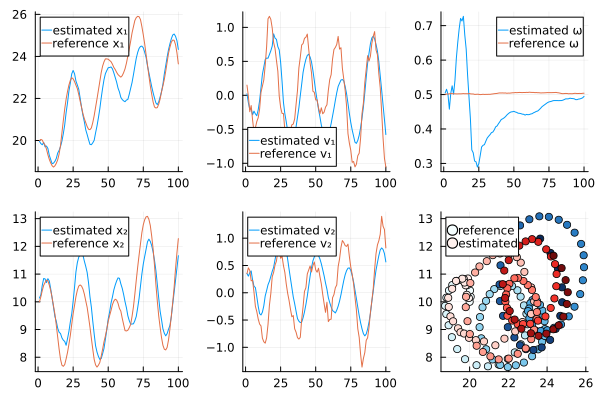 estimated x₁
reference x₁
26
24
22
20
0 25 50 75 100
estimated v₁
reference v₁
1.0
0.5
0.0
−0.5
−1.0
0 25 50 75 100
estimated ω
reference ω
0.7
0.6
0.5
0.4
0.3
0 25 50 75 100
estimated x₂
reference x₂
13
12
11
10
9
8
0 25 50 75 100
estimated v₂
reference v₂
1.0
0.5
0.0
−0.5
−1.0
0 25 50 75 100
reference
estimated
13
12
11
10
9
8
20 22 24 26